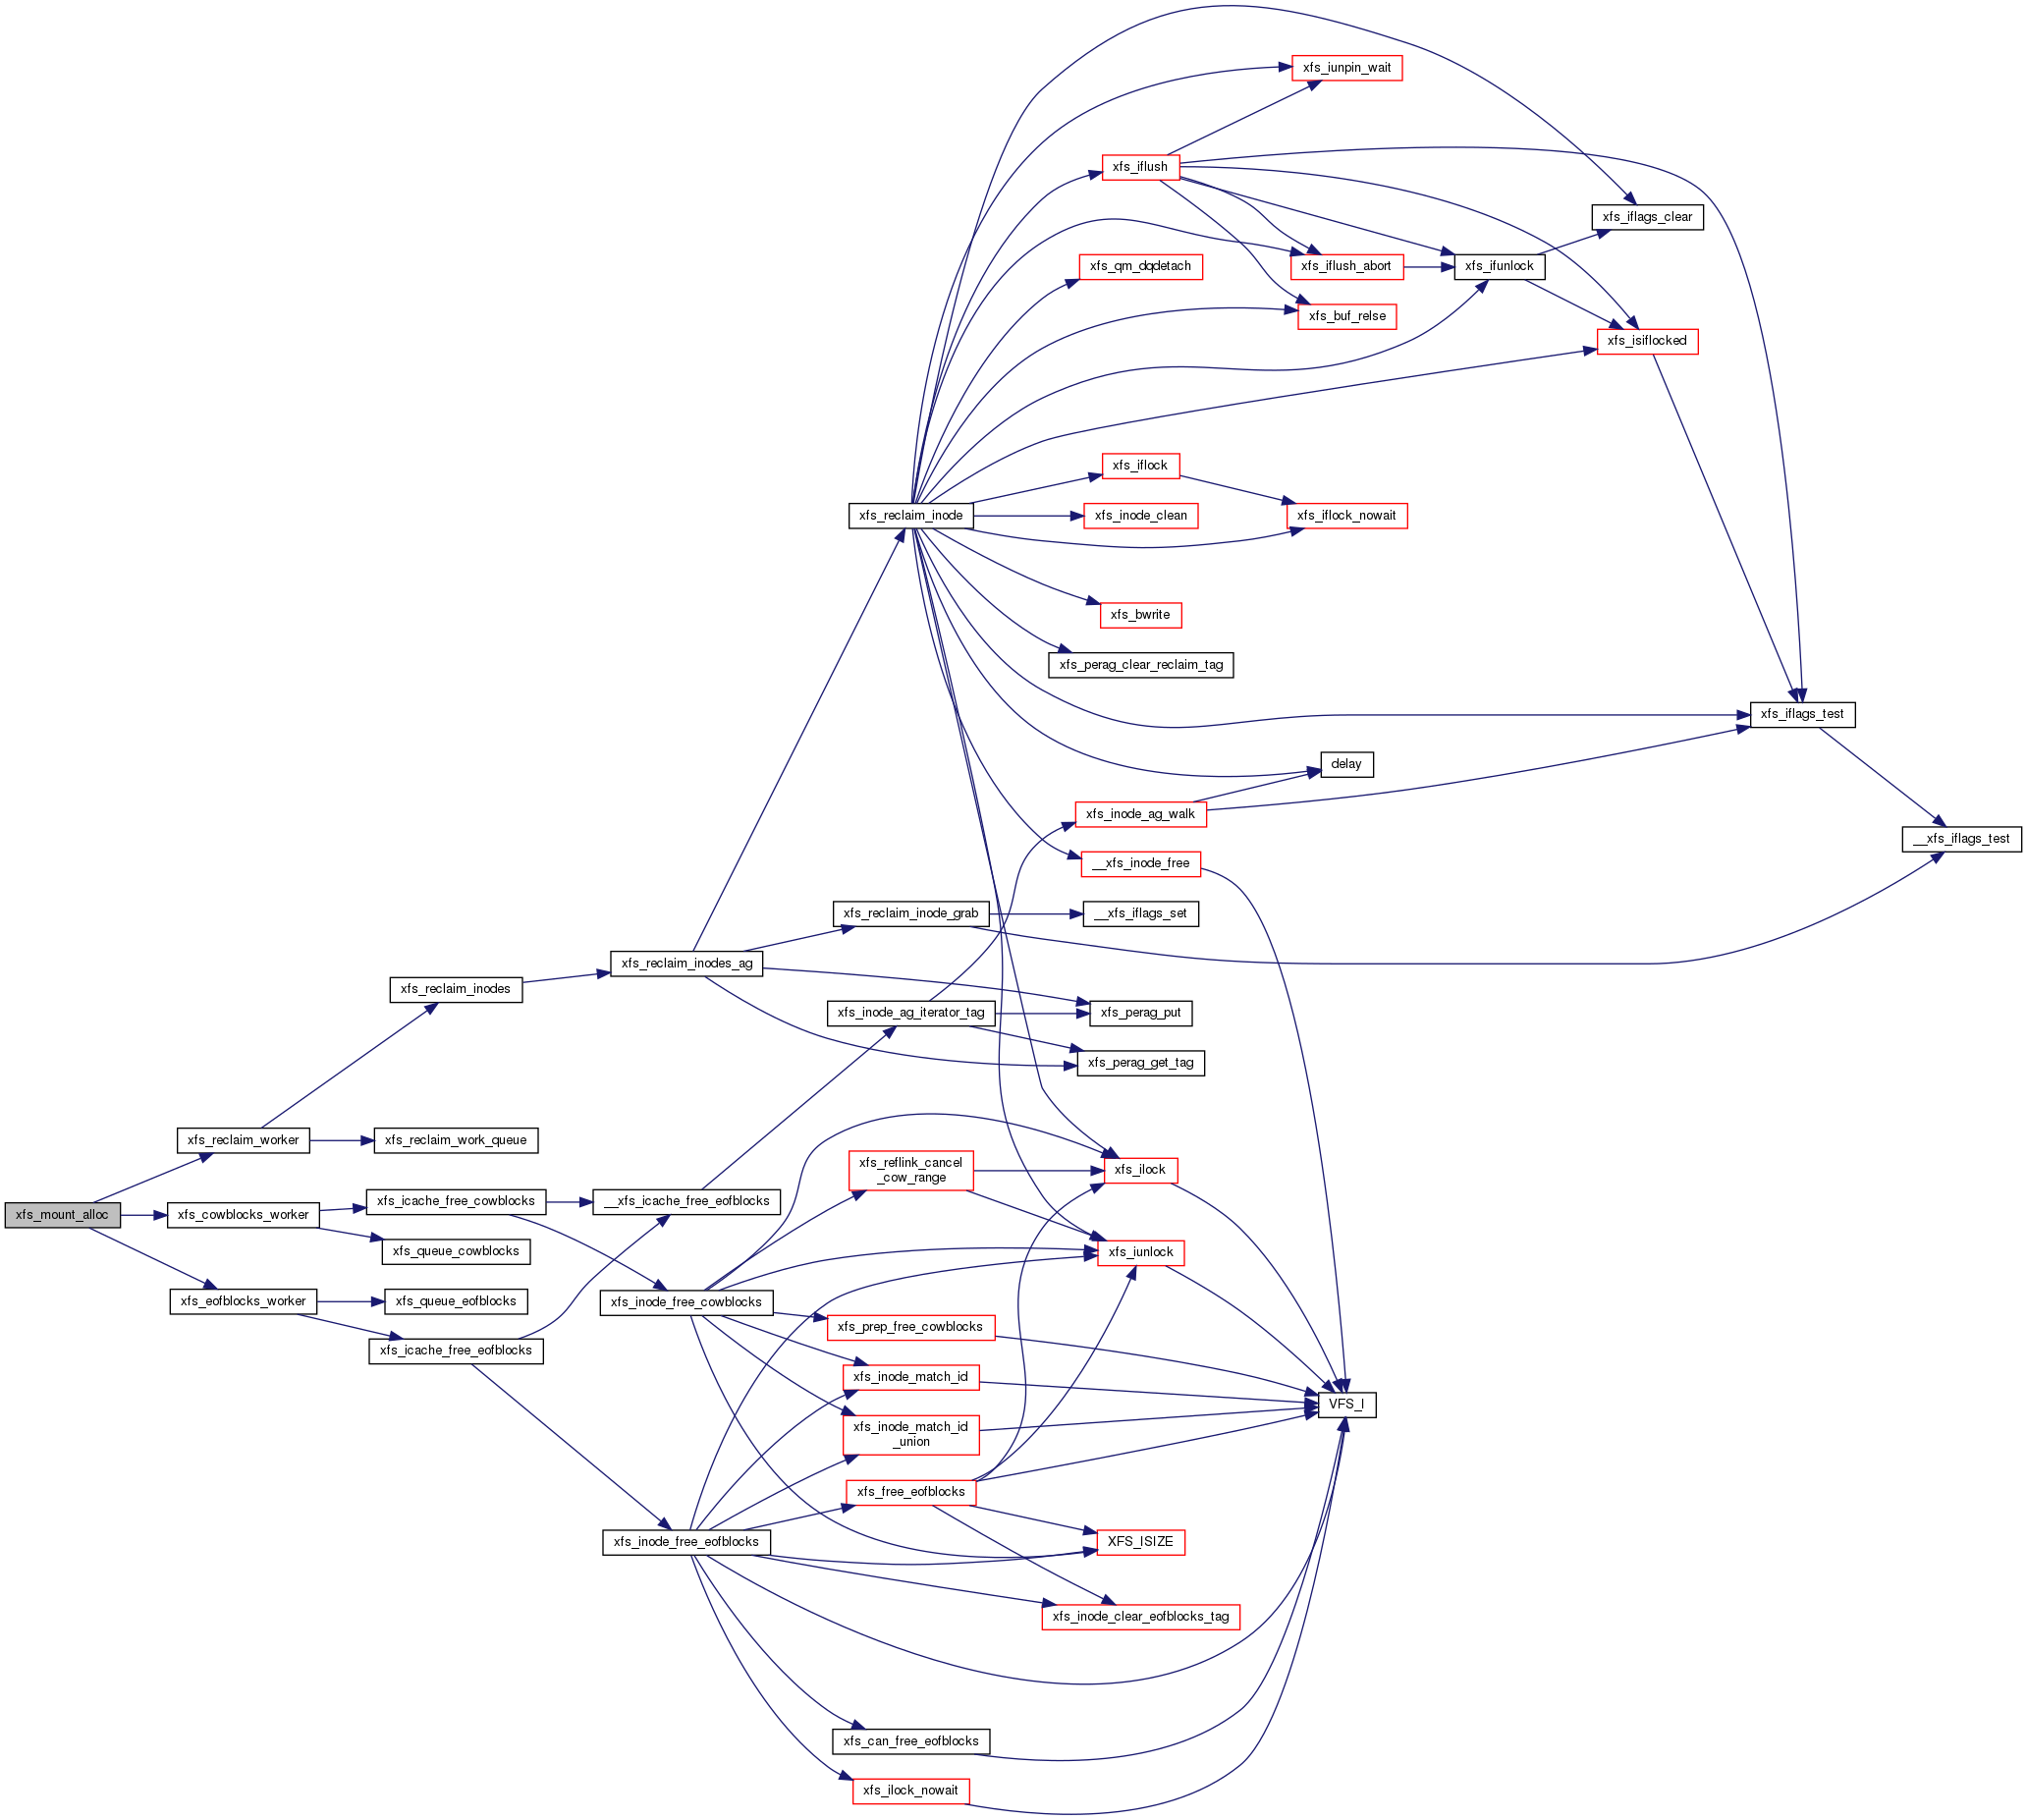 xfs_iunpin_wait
xfs_iflush
xfs_iflags_clear
xfs_qm_dqdetach
xfs_iflush_abort
xfs_ifunlock
xfs_buf_relse
xfs_isiflocked
xfs_iflock
xfs_reclaim_inode
xfs_inode_clean
xfs_iflock_nowait
xfs_bwrite
xfs_perag_clear_reclaim_tag
xfs_iflags_test
delay
xfs_inode_ag_walk
__xfs_iflags_test
__xfs_inode_free
xfs_reclaim_inode_grab
__xfs_iflags_set
xfs_reclaim_inodes_ag
xfs_reclaim_inodes
xfs_inode_ag_iterator_tag
xfs_perag_put
xfs_perag_get_tag
xfs_reclaim_worker
xfs_reclaim_work_queue
xfs_reflink_cancel
_cow_range
xfs_ilock
xfs_icache_free_cowblocks
__xfs_icache_free_eofblocks
xfs_mount_alloc
xfs_cowblocks_worker
xfs_queue_cowblocks
xfs_iunlock
xfs_eofblocks_worker
xfs_queue_eofblocks
xfs_inode_free_cowblocks
xfs_prep_free_cowblocks
xfs_icache_free_eofblocks
xfs_inode_match_id
VFS_I
xfs_inode_match_id
_union
xfs_free_eofblocks
xfs_inode_free_eofblocks
XFS_ISIZE
xfs_inode_clear_eofblocks_tag
xfs_can_free_eofblocks
xfs_ilock_nowait